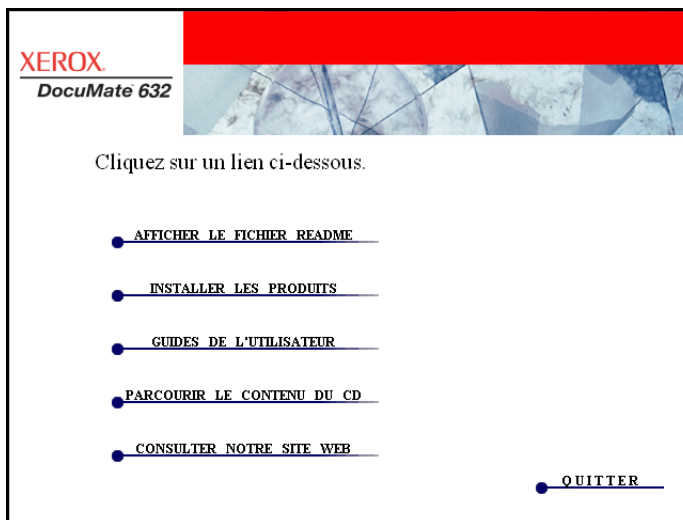 XEROX.
DocuMate 632
Cliquez sur un lien ci-dessous.
AFFICHER LE FICHIER README
INSTALLER LES PRODUITS
GUIDES DE L'UTILISATEUR
PARCOURIR LE CONTENU DU CD
CONSULTER NOTRE SITE WEB
QUITTER